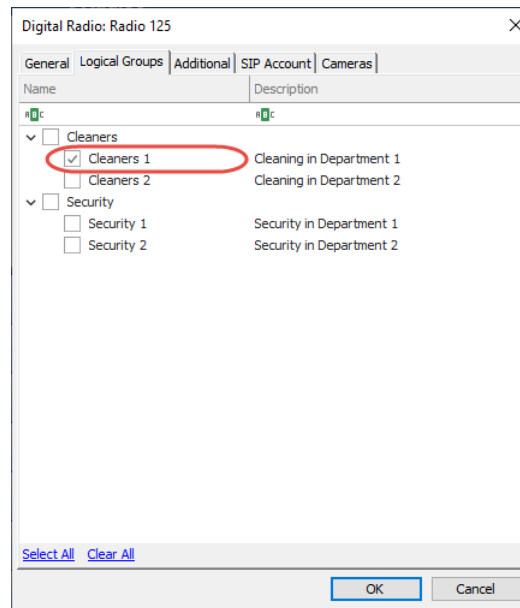 Digital Radio: Radio 125
General Logical Groups Additional SIP Account Cameras
Name Description
ABC ABC
Cleaners
Cleaners 1 Cleaning in Department 1
Cleaners 2 Cleaning in Department 2
Security
Security 1 Security in Department 1
Security 2 Security in Department 2
Select All Clear All
OK Cancel